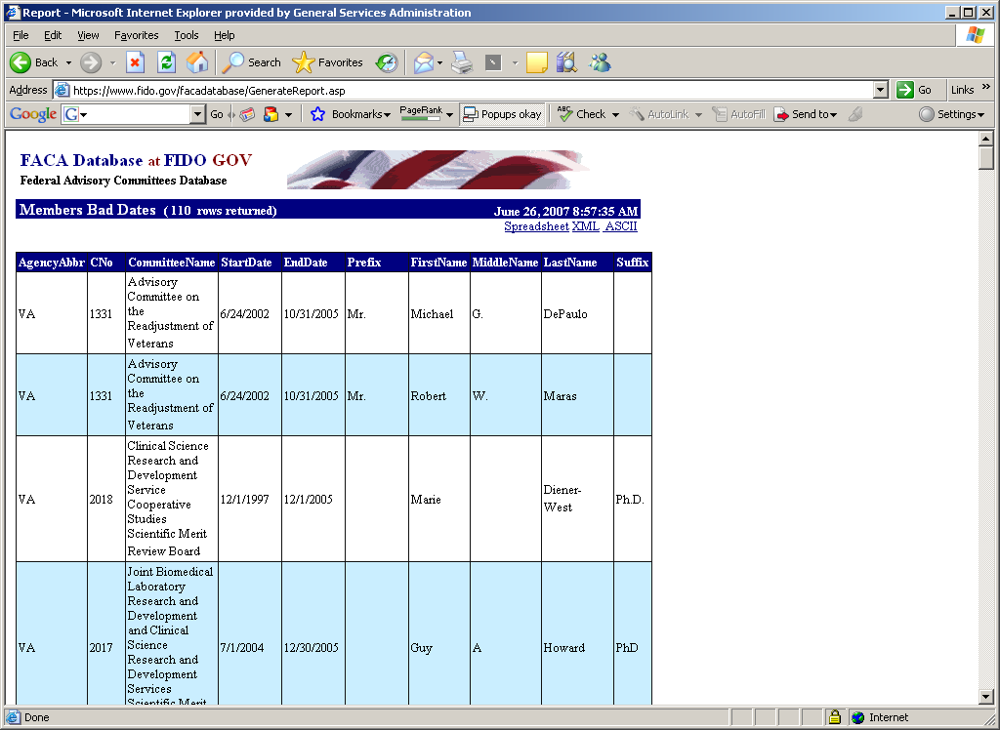 Report - Microsoft Internet Explorer provided by General Services Administration
File Edit View Favorites Tools Help
Back Search Favorites
Address https://www.fido.gov/facadatabase/GenerateReport.asp Go Links »
Google G Go Bookmarks PageRank Popups okay ABC Check AutoLink AutoFill Send to Settings
FACA Database at FIDO GOV
Federal Advisory Committees Database
Members Bad Dates (110 rows returned) June 26, 2007 8:57:35 AM
Spreadsheet XML ASCII
AgencyAbbr CNo CommitteeName StartDate EndDate Prefix FirstName MiddleName LastName Suffix
VA 1331
Advisory
Committee on
the
Readjustment of
Veterans
6/24/2002 10/31/2005 Mr. Michael G. DePaulo
VA 1331
Advisory
Committee on
the
Readjustment of
Veterans
6/24/2002 10/31/2005 Mr. Robert W. Maras
VA 2018
Clinical Science
Research and
Development
Service
Cooperative
Studies
Scientific Merit
Review Board
12/1/1997 12/1/2005 Marie
Diener-
West
Ph.D.
VA 2017
Joint Biomedical
Laboratory
Research and
Development
and Clinical
Science
Research and
Development
Services
Scientific Merit
7/1/2004 12/30/2005 Guy A Howard PhD
Done Internet